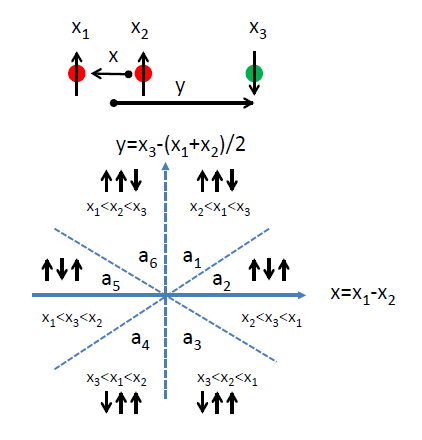 x₁ x₂ x₃
x
y
y=x₃-(x₁+x₂)/2
x₁<x₂<x₃ x₂<x₁<x₃
a₆ a₁
a₅ a₂
x=x₁-x₂
x₁<x₃<x₂ x₂<x₃<x₁
a₄ a₃
x₃<x₁<x₂ x₃<x₂<x₁